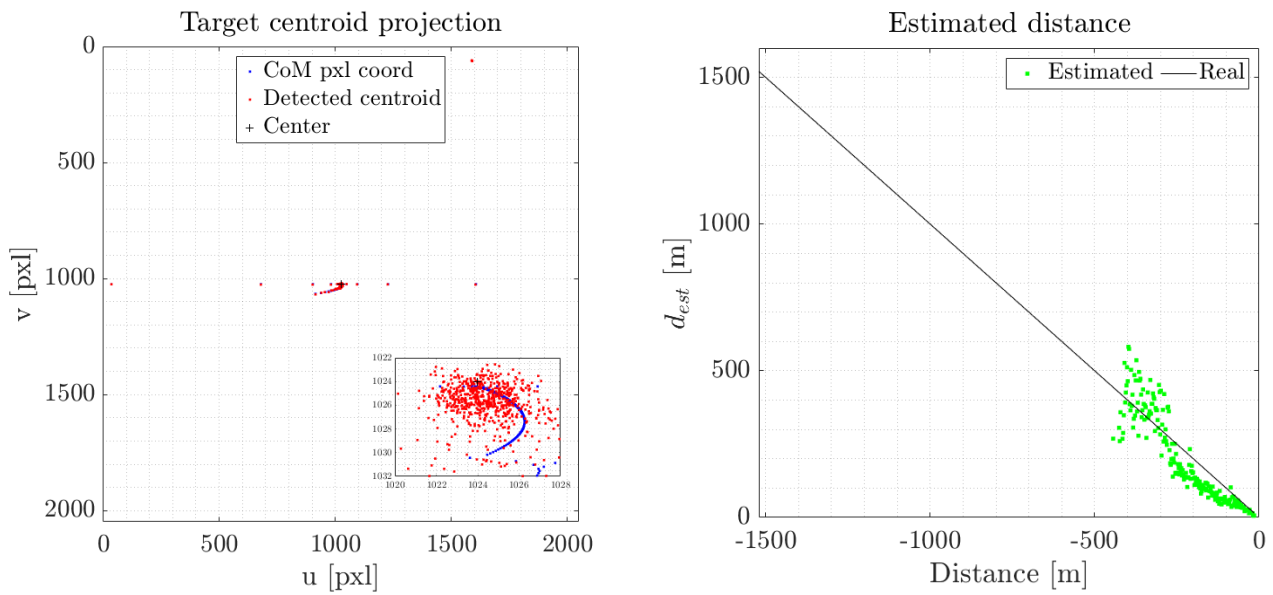 Target centroid projection
CoM pxl coord
Detected centroid
Center
v [pxl]
0
500
1000
1500
2000
0 500 1000 1500 2000
u [pxl]
1022
1024
1026
1028
1030
1032
1020 1022 1024 1026 1028
Estimated distance
Estimated Real
d_est [m]
1500
1000
500
0
-1500 -1000 -500 0
Distance [m]